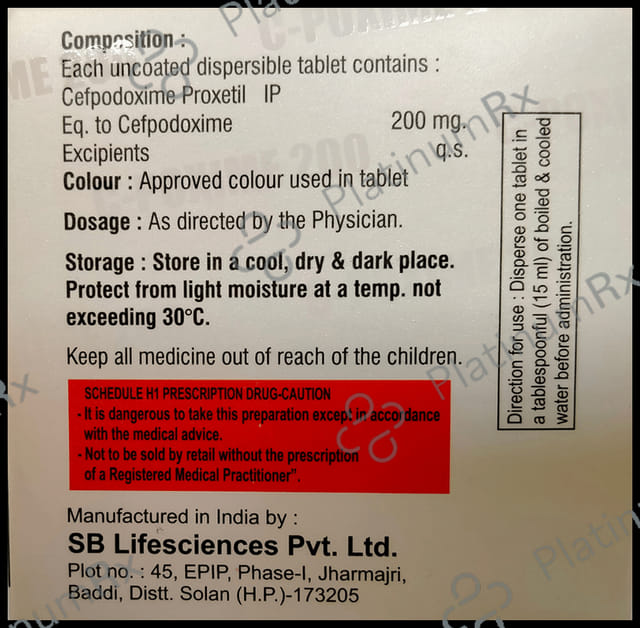 Composition :
Each uncoated dispersible tablet contains :
Cefpodoxime Proxetil IP
Eq. to Cefpodoxime 200 mg.
Excipients q.s.
Colour : Approved colour used in tablet
Dosage : As directed by the Physician.
Storage : Store in a cool, dry & dark place.
Protect from light moisture at a temp. not
exceeding 30°C.
Keep all medicine out of reach of the children.
SCHEDULE H1 PRESCRIPTION DRUG-CAUTION
- It is dangerous to take this preparation except in accordance
with the medical advice.
- Not to be sold by retail without the prescription
of a Registered Medical Practitioner".
Manufactured in India by :
SB Lifesciences Pvt. Ltd.
Plot no. : 45, EPIP, Phase-I, Jharmajri,
Baddi, Distt. Solan (H.P.)-173205
Direction for use : Disperse one tablet in
a tablespoonful (15 ml) of boiled & cooled
water before administration.
PlatinumRx
PlatinumRx